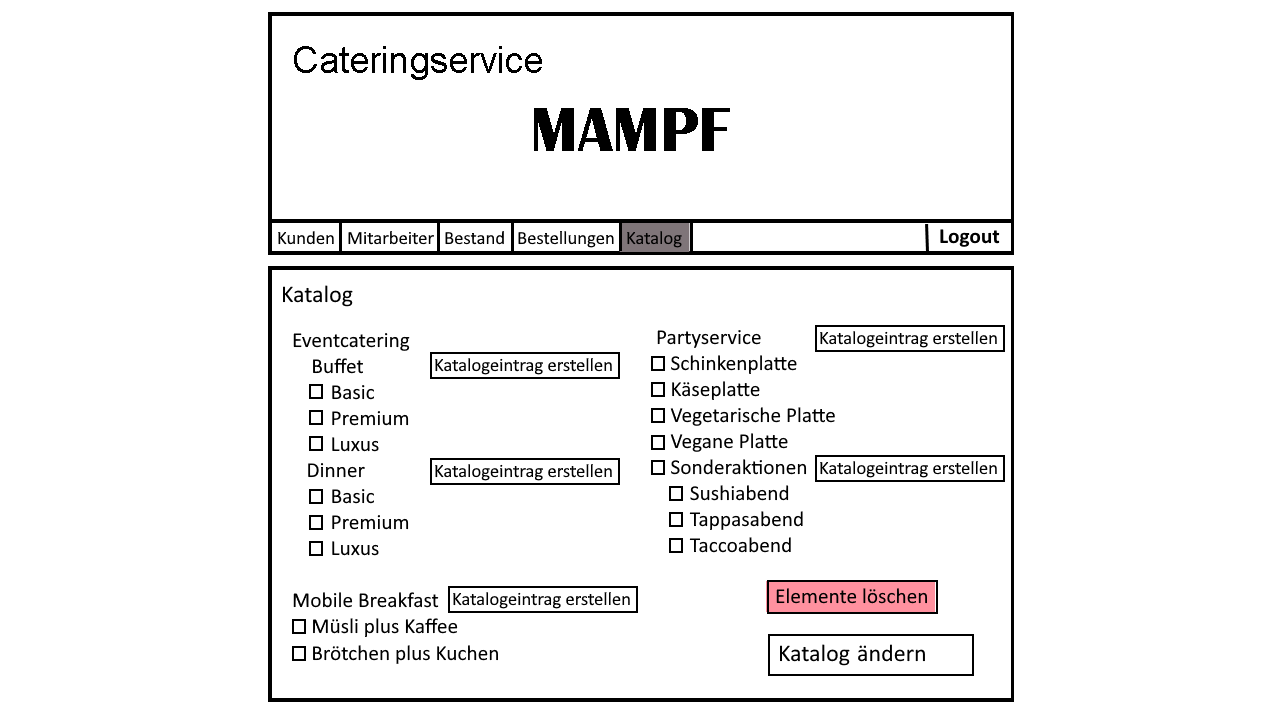 Cateringservice
MAMPF
Kunden Mitarbeiter Bestand Bestellungen Katalog Logout
Katalog
Eventcatering
Buffet Katalogeintrag erstellen
Basic
Premium
Luxus
Dinner Katalogeintrag erstellen
Basic
Premium
Luxus
Mobile Breakfast Katalogeintrag erstellen
Müsli plus Kaffee
Brötchen plus Kuchen
Partyservice Katalogeintrag erstellen
Schinkenplatte
Käseplatte
Vegetarische Platte
Vegane Platte
Sonderaktionen Katalogeintrag erstellen
Sushiabend
Tappasabend
Taccoabend
Elemente löschen
Katalog ändern